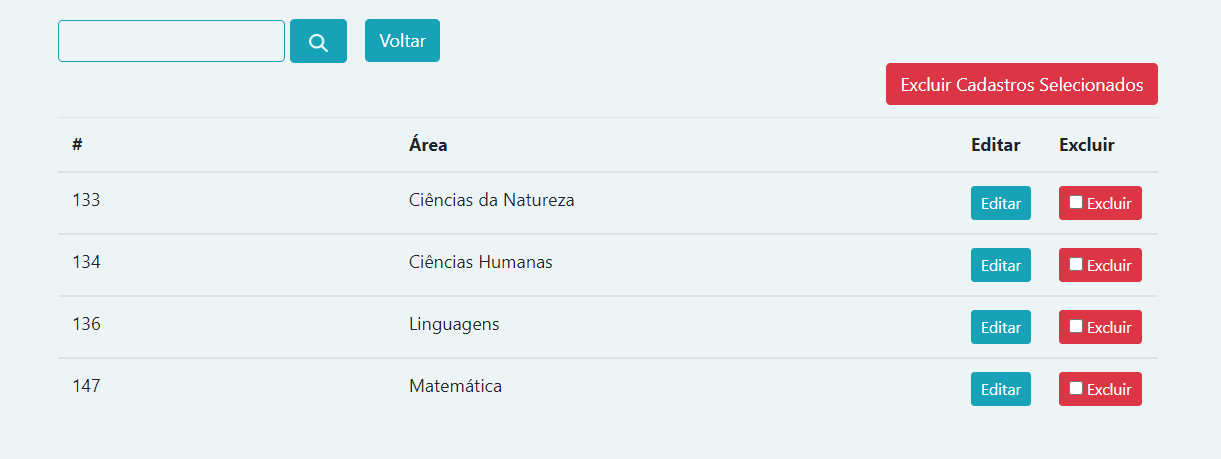 Voltar
Excluir Cadastros Selecionados
# Área Editar Excluir
133 Ciências da Natureza Editar Excluir
134 Ciências Humanas Editar Excluir
136 Linguagens Editar Excluir
147 Matemática Editar Excluir